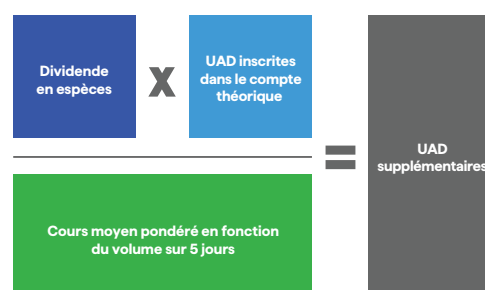 Dividende
en espèces
X
UAD inscrites
dans le compte
théorique
=
UAD
supplémentaires
Cours moyen pondéré en fonction
du volume sur 5 jours